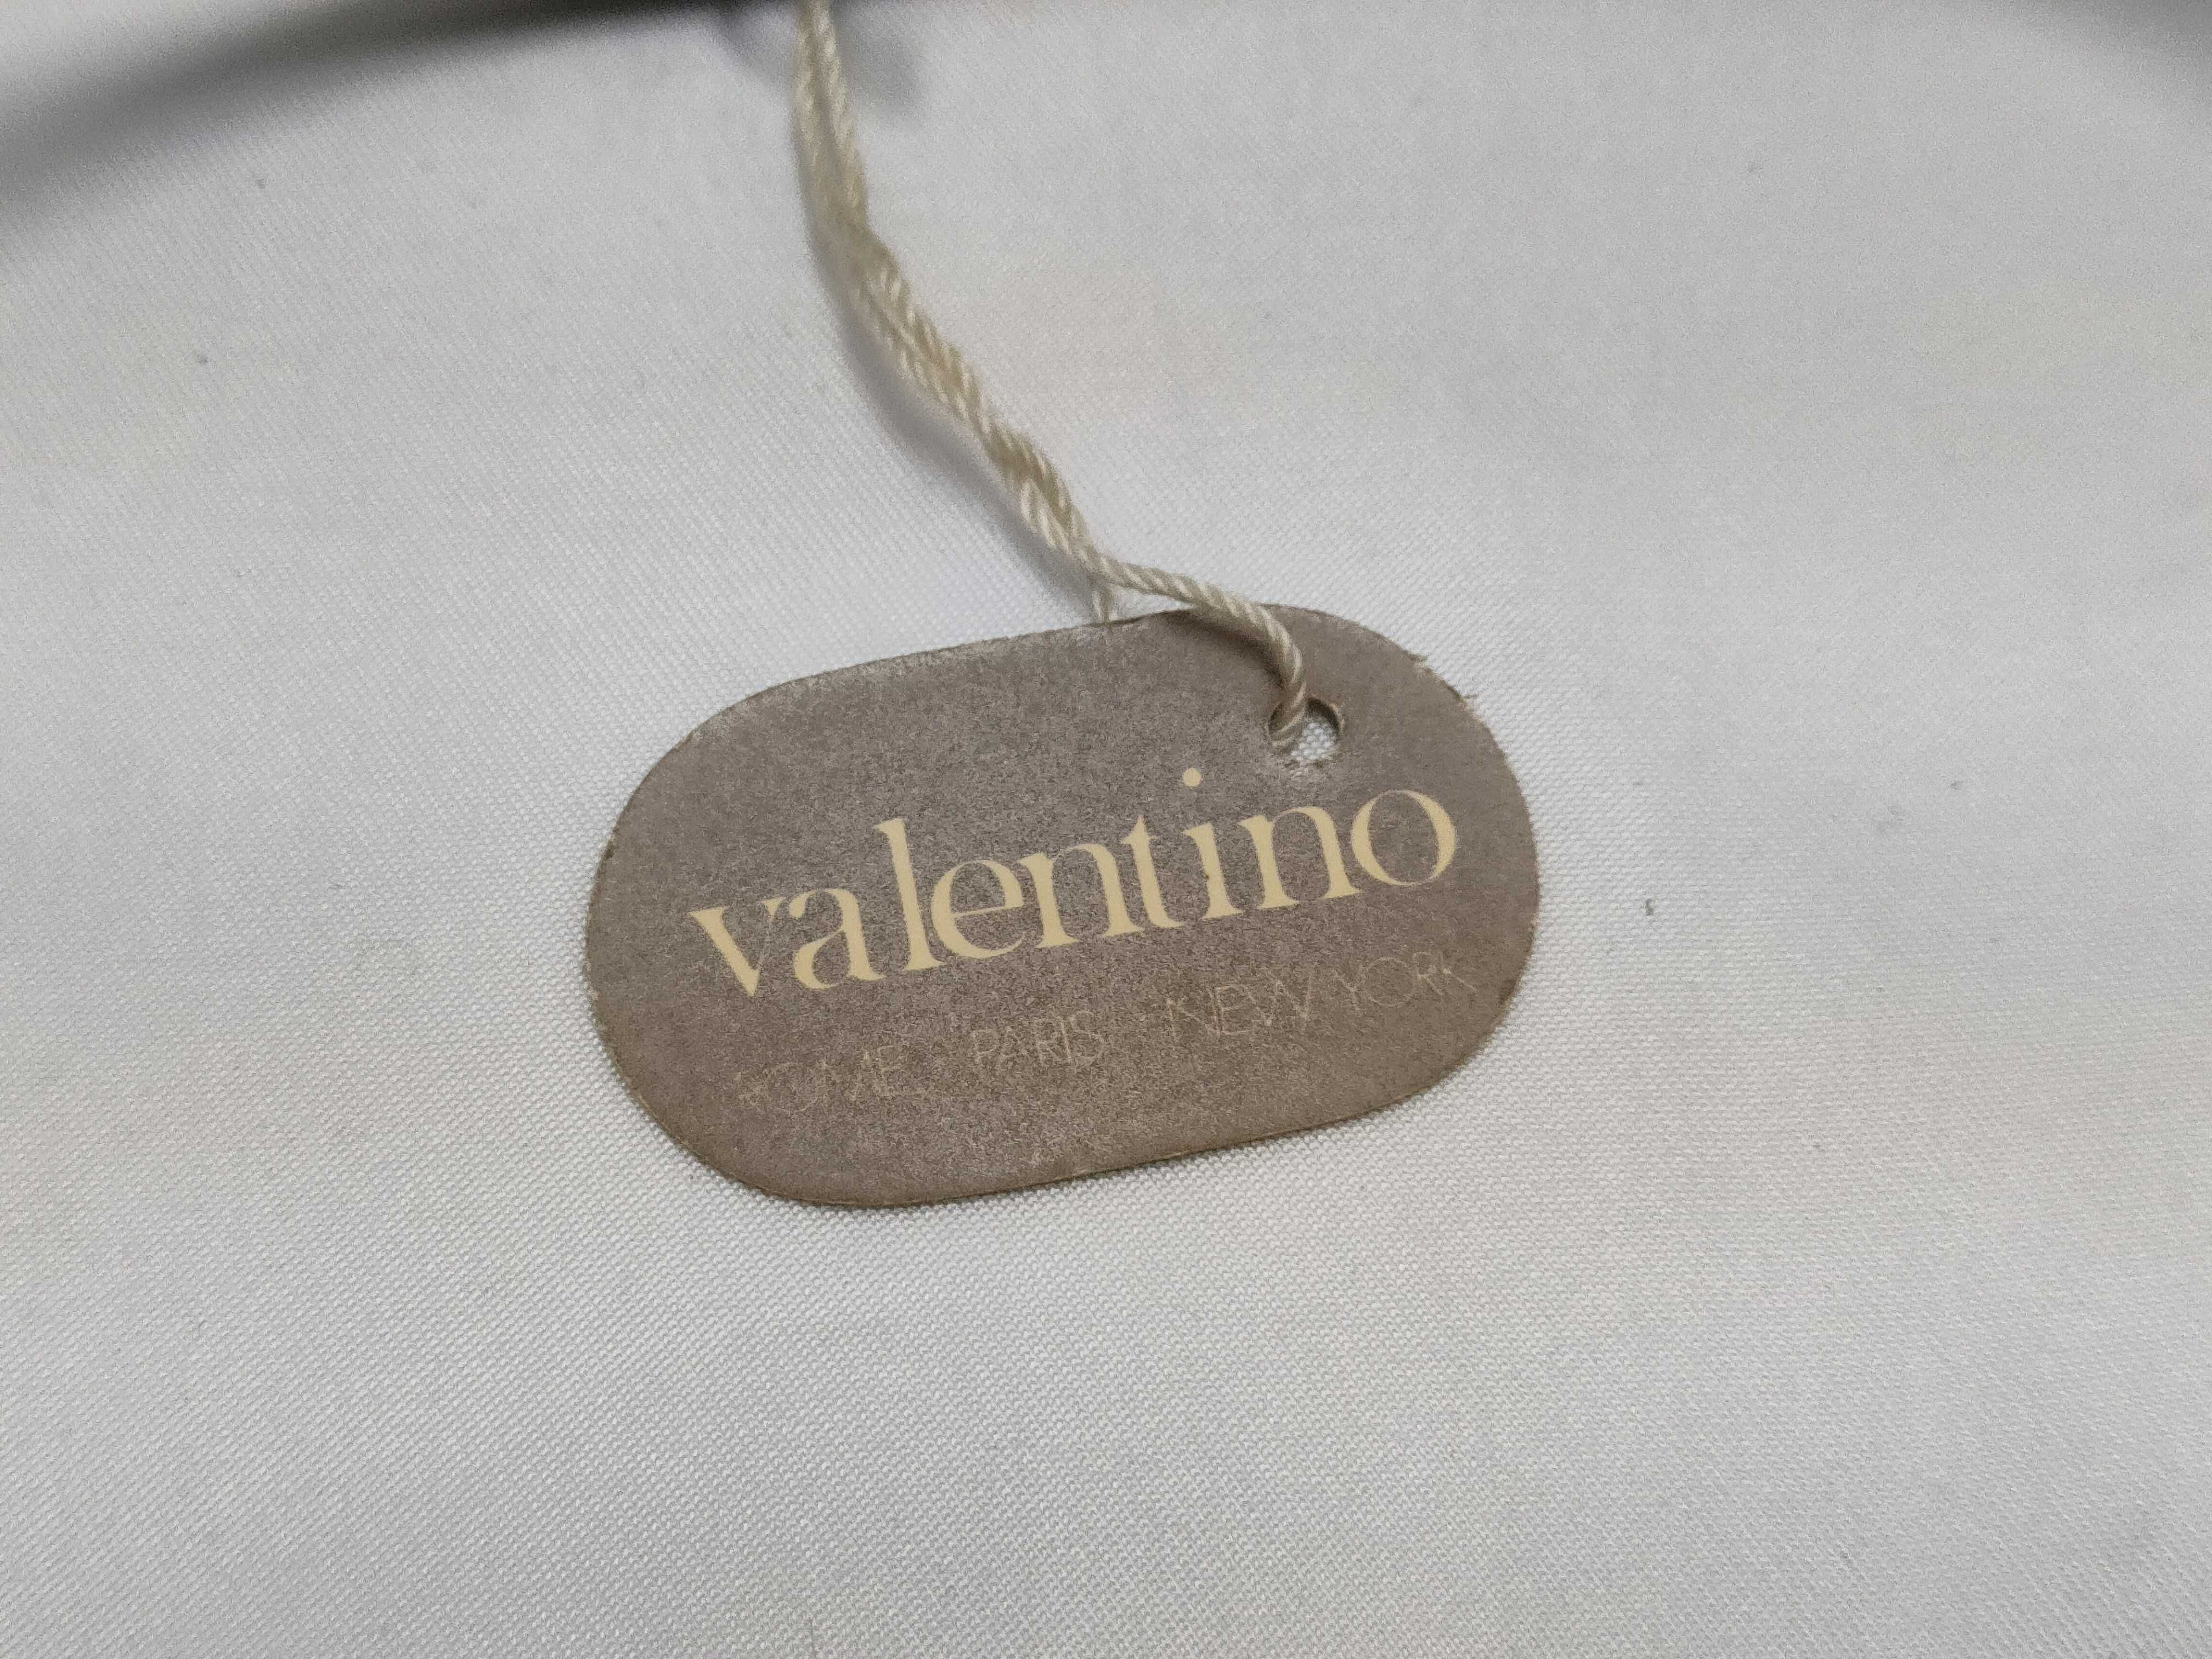 valentino
ROME PARIS NEW YORK